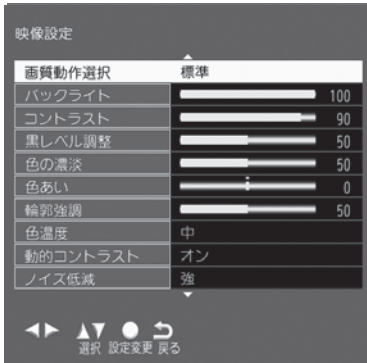 映像設定
画質動作選択 標準
バックライト 100
コントラスト 90
黒レベル調整 50
色の濃淡 50
色あい 0
輪郭強調 50
色温度 中
動的コントラスト オン
ノイズ低減 強
選択 設定変更 戻る